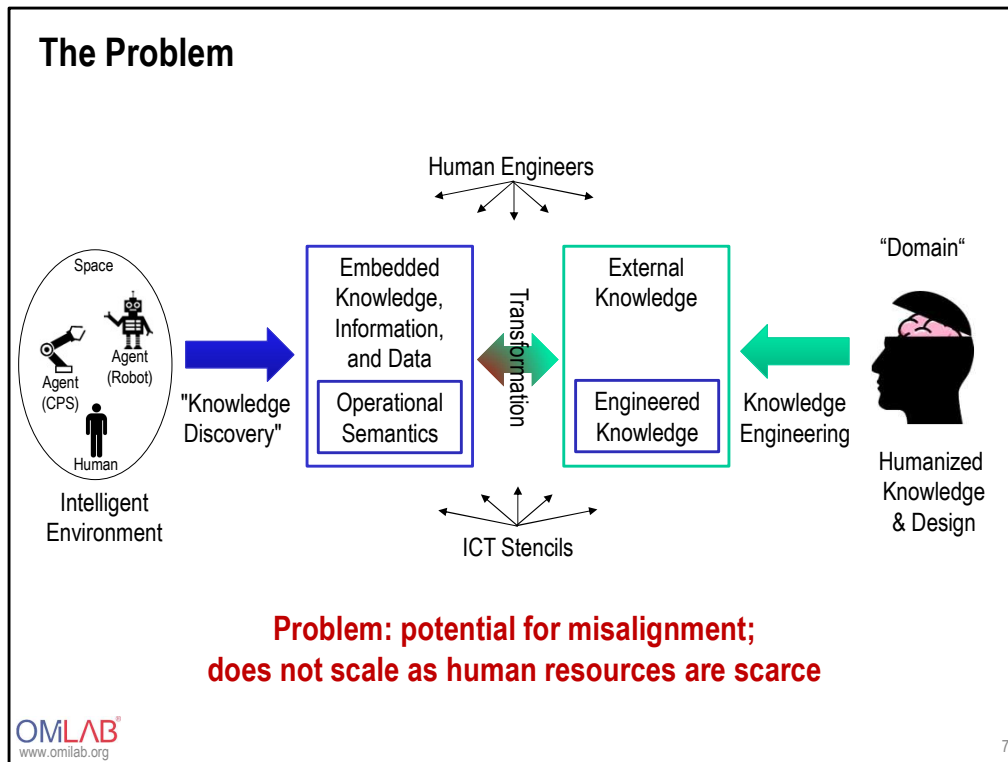 The Problem
Human Engineers
Space
Agent
(Robot)
Agent
(CPS)
Human
Intelligent
Environment
"Knowledge
Discovery"
Embedded
Knowledge,
Information,
and Data
Operational
Semantics
Transformation
External
Knowledge
Engineered
Knowledge
Knowledge
Engineering
“Domain“
Humanized
Knowledge
& Design
ICT Stencils
Problem: potential for misalignment;
does not scale as human resources are scarce
OMiLAB®
www.omilab.org
7